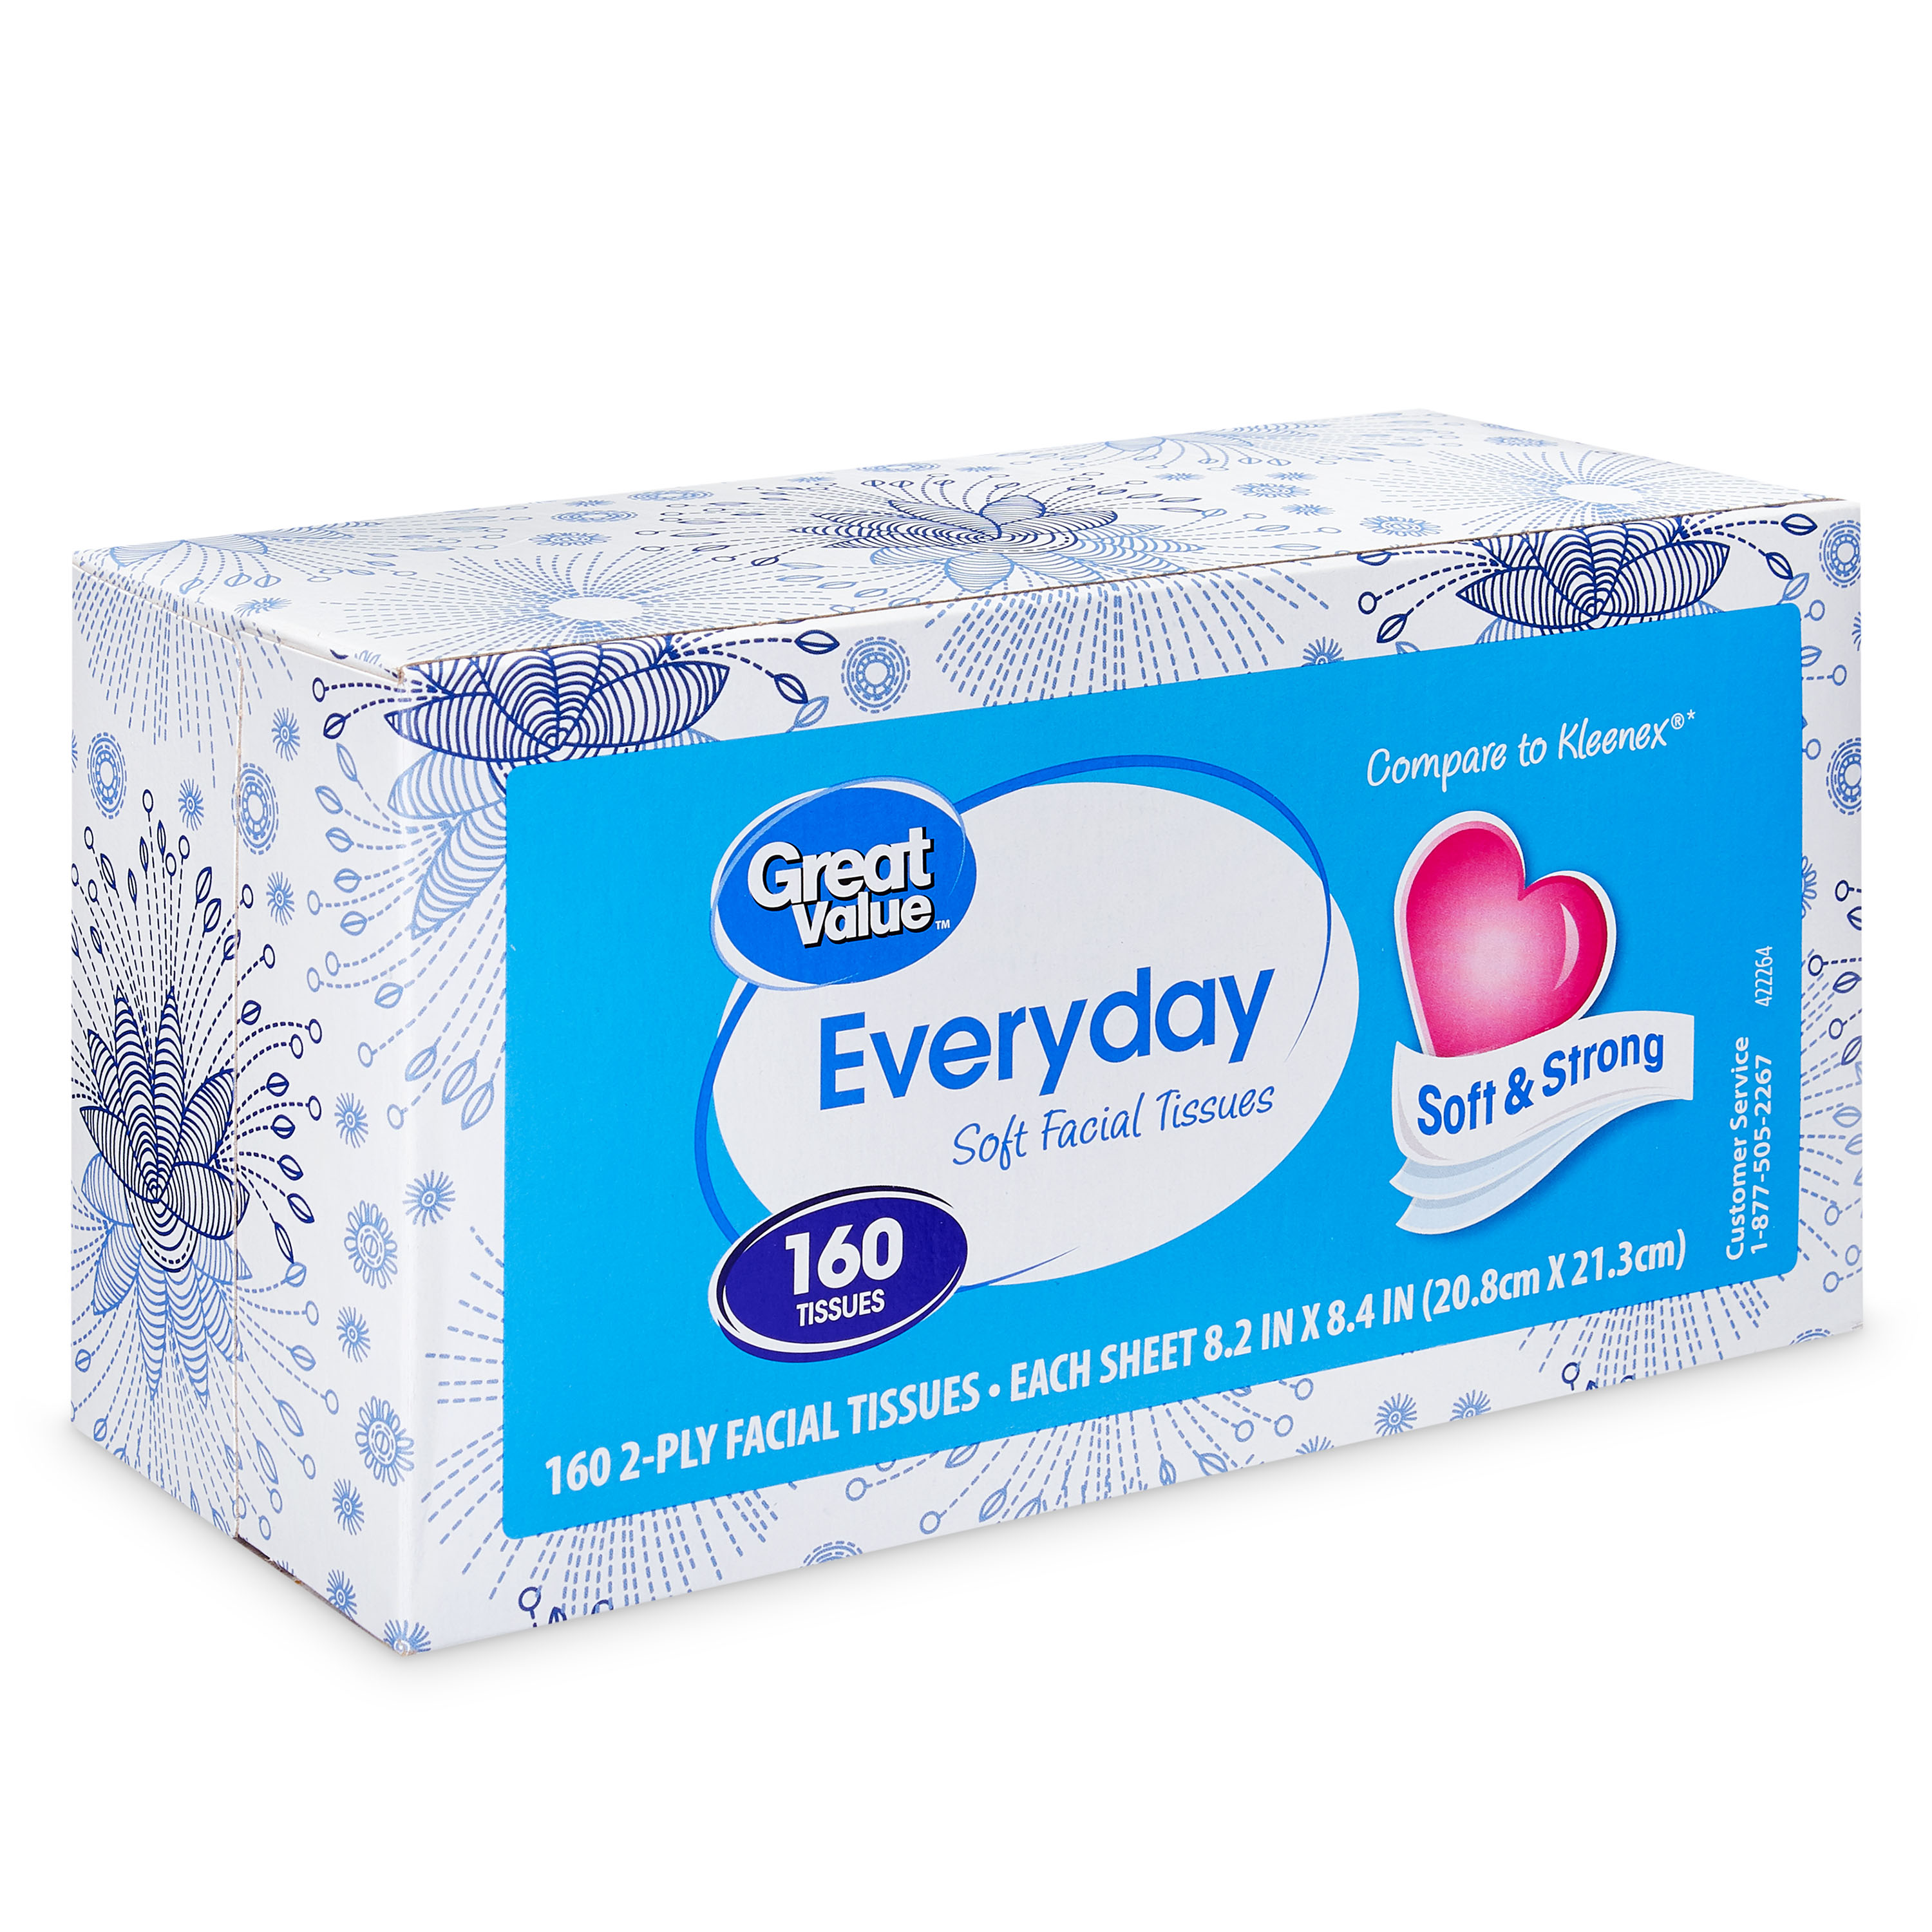 Compare to Kleenex®*
Great
Value™
Everyday
Soft Facial Tissues
Soft & Strong
160
TISSUES
160 2-PLY FACIAL TISSUES • EACH SHEET 8.2 IN X 8.4 IN (20.8cm X 21.3cm)
Customer Service
1-877-505-2267
422264